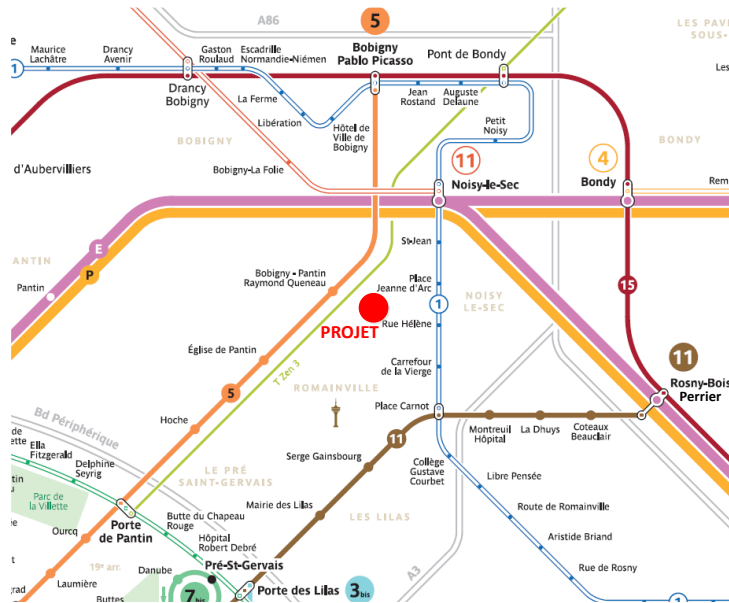 A86
LES PAV
SOUS-
5
Bobigny
Pablo Picasso
Pont de Bondy
Maurice
Lachâtre
Drancy
Avenir
Gaston
Roulaud
Escadrille
Normandie-Niémen
1
Drancy
Bobigny
La Ferme
Libération
Hôtel de
Ville de
Bobigny
Jean
Rostand
Auguste
Delaune
Petit
Noisy
Les
BOBIGNY
BONDY
d'Aubervilliers
Bobigny-La Folie
11
Noisy-le-Sec
4
Bondy
Rem
E
P
ANTIN
Pantin
St-Jean
Place
Jeanne d'Arc
Bobigny - Pantin
Raymond Queneau
PROJET
1
NOISY
LE-SEC
15
Rue Hélène
Église de Pantin
T Zen 3
Carrefour
de la Vierge
11
Rosny-Bois
Perrier
ROMAINVILLE
5
Hoche
Place Carnot
11
Montreuil
Hôpital
La Dhuys
Coteaux
Beauclair
Bd Périphérique
de
ette
Ella
Fitzgerald
Delphine
Seyrig
Serge Gainsbourg
Collège
Gustave
Courbet
LE PRÉ
SAINT-GERVAIS
Libre Pensée
Parc de
la Villette
Mairie des Lilas
Route de Romainville
Porte
de Pantin
Butte du Chapeau
Rouge
LES LILAS
Ourcq
Hôpital
Robert Debré
Aristide Briand
19e arr.
Danube
Pré-St-Gervais
A3
Rue de Rosny
Laumière
Porte des Lilas
3bis
7bis
Buttes
1